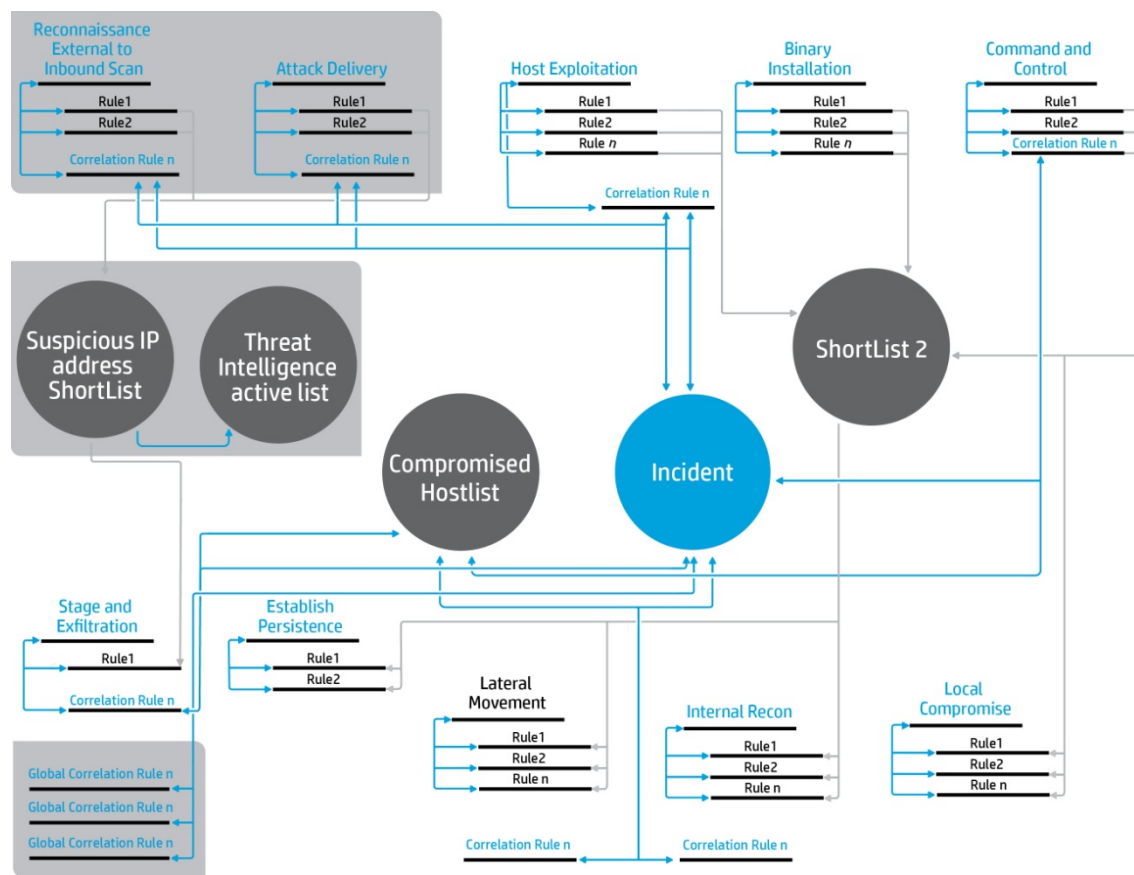 Reconnaissance
External to
Inbound Scan
Rule1
Rule2
Correlation Rule n
Attack Delivery
Rule1
Rule2
Correlation Rule n
Host Exploitation
Rule1
Rule2
Rule n
Correlation Rule n
Binary
Installation
Rule1
Rule2
Rule n
Command and
Control
Rule1
Rule2
Correlation Rule n
Suspicious IP
address
ShortList
Threat
Intelligence
active list
ShortList 2
Compromised
Hostlist
Incident
Stage and
Exfiltration
Rule1
Correlation Rule n
Establish
Persistence
Rule1
Rule2
Lateral
Movement
Rule1
Rule2
Rule n
Internal Recon
Rule1
Rule2
Rule n
Local
Compromise
Rule1
Rule2
Rule n
Global Correlation Rule n
Global Correlation Rule n
Global Correlation Rule n
Correlation Rule n
Correlation Rule n